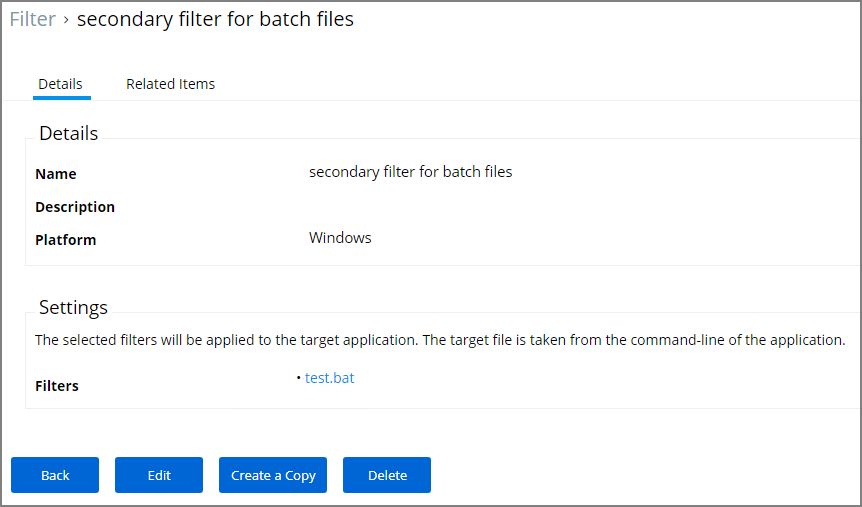 Filter › secondary filter for batch files
Details Related Items
Details
Name secondary filter for batch files
Description
Platform Windows
Settings
The selected filters will be applied to the target application. The target file is taken from the command-line of the application.
Filters • test.bat
Back Edit Create a Copy Delete